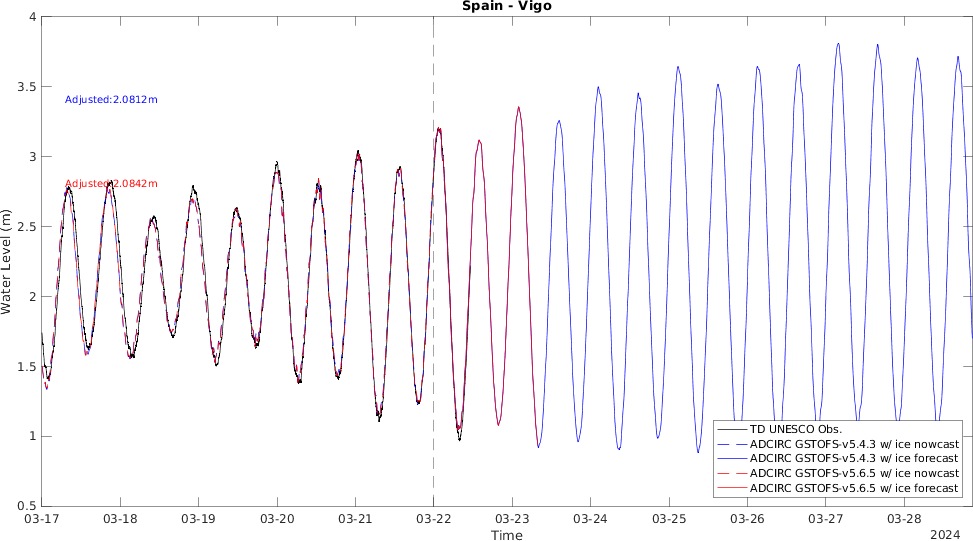 Spain - Vigo
4
3.5
3
2.5
2
1.5
1
0.5
Water Level (m)
Adjusted:2.0812m
Adjusted:2.0842m
TD UNESCO Obs.
ADCIRC GSTOFS-v5.4.3 w/ ice nowcast
ADCIRC GSTOFS-v5.4.3 w/ ice forecast
ADCIRC GSTOFS-v5.6.5 w/ ice nowcast
ADCIRC GSTOFS-v5.6.5 w/ ice forecast
03-17 03-18 03-19 03-20 03-21 03-22 03-23 03-24 03-25 03-26 03-27 03-28
Time
2024